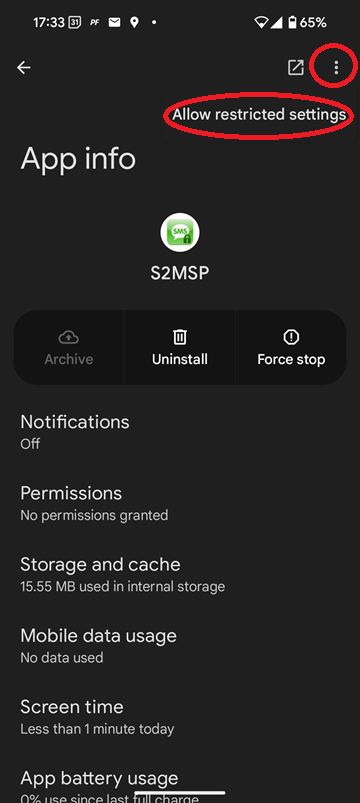 17:33 31 PF 65%
Allow restricted settings
App info
SMS
S2MSP
Archive Uninstall Force stop
Notifications
Off
Permissions
No permissions granted
Storage and cache
15.55 MB used in internal storage
Mobile data usage
No data used
Screen time
Less than 1 minute today
App battery usage
0% use since last full charge